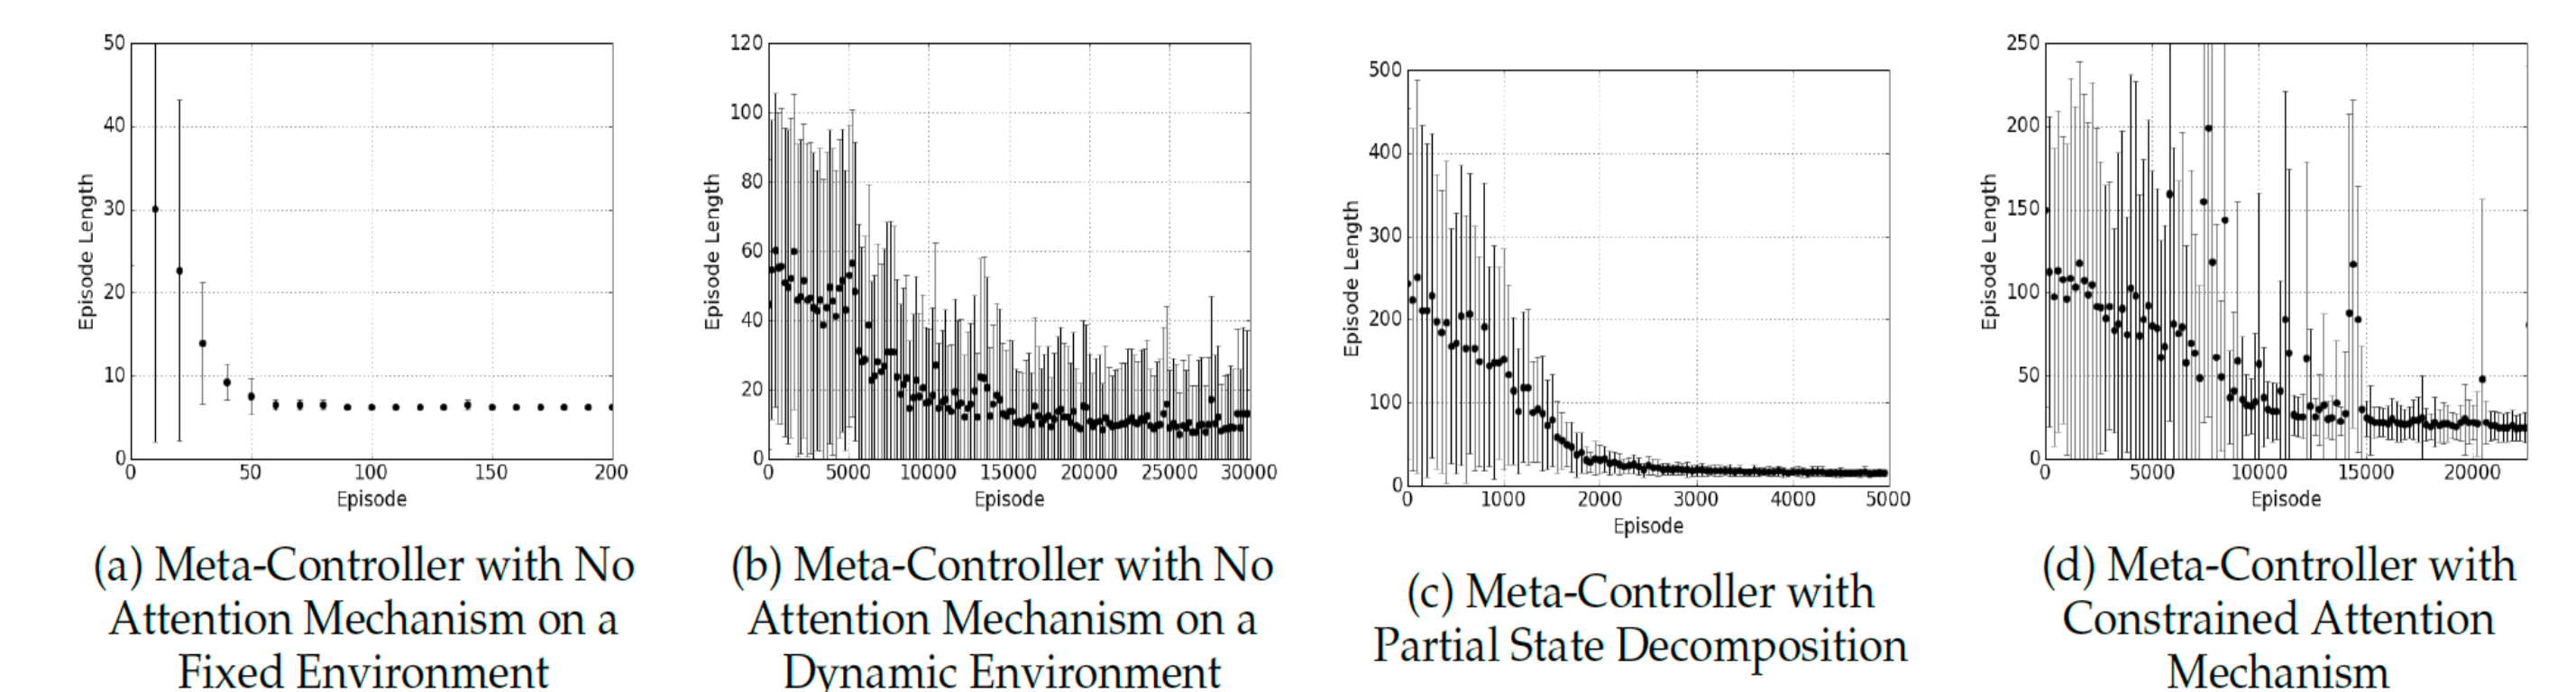 50
40
30
20
10
0
Episode Length
0 50 100 150 200
Episode
(a) Meta-Controller with No
Attention Mechanism on a
Fixed Environment
120
100
80
60
40
20
0
Episode Length
0 5000 10000 15000 20000 25000 30000
Episode
(b) Meta-Controller with No
Attention Mechanism on a
Dynamic Environment
500
400
300
200
100
0
Episode Length
0 1000 2000 3000 4000 5000
Episode
(c) Meta-Controller with
Partial State Decomposition
250
200
150
100
50
0
Episode Length
0 5000 10000 15000 20000
Episode
(d) Meta-Controller with
Constrained Attention
Mechanism